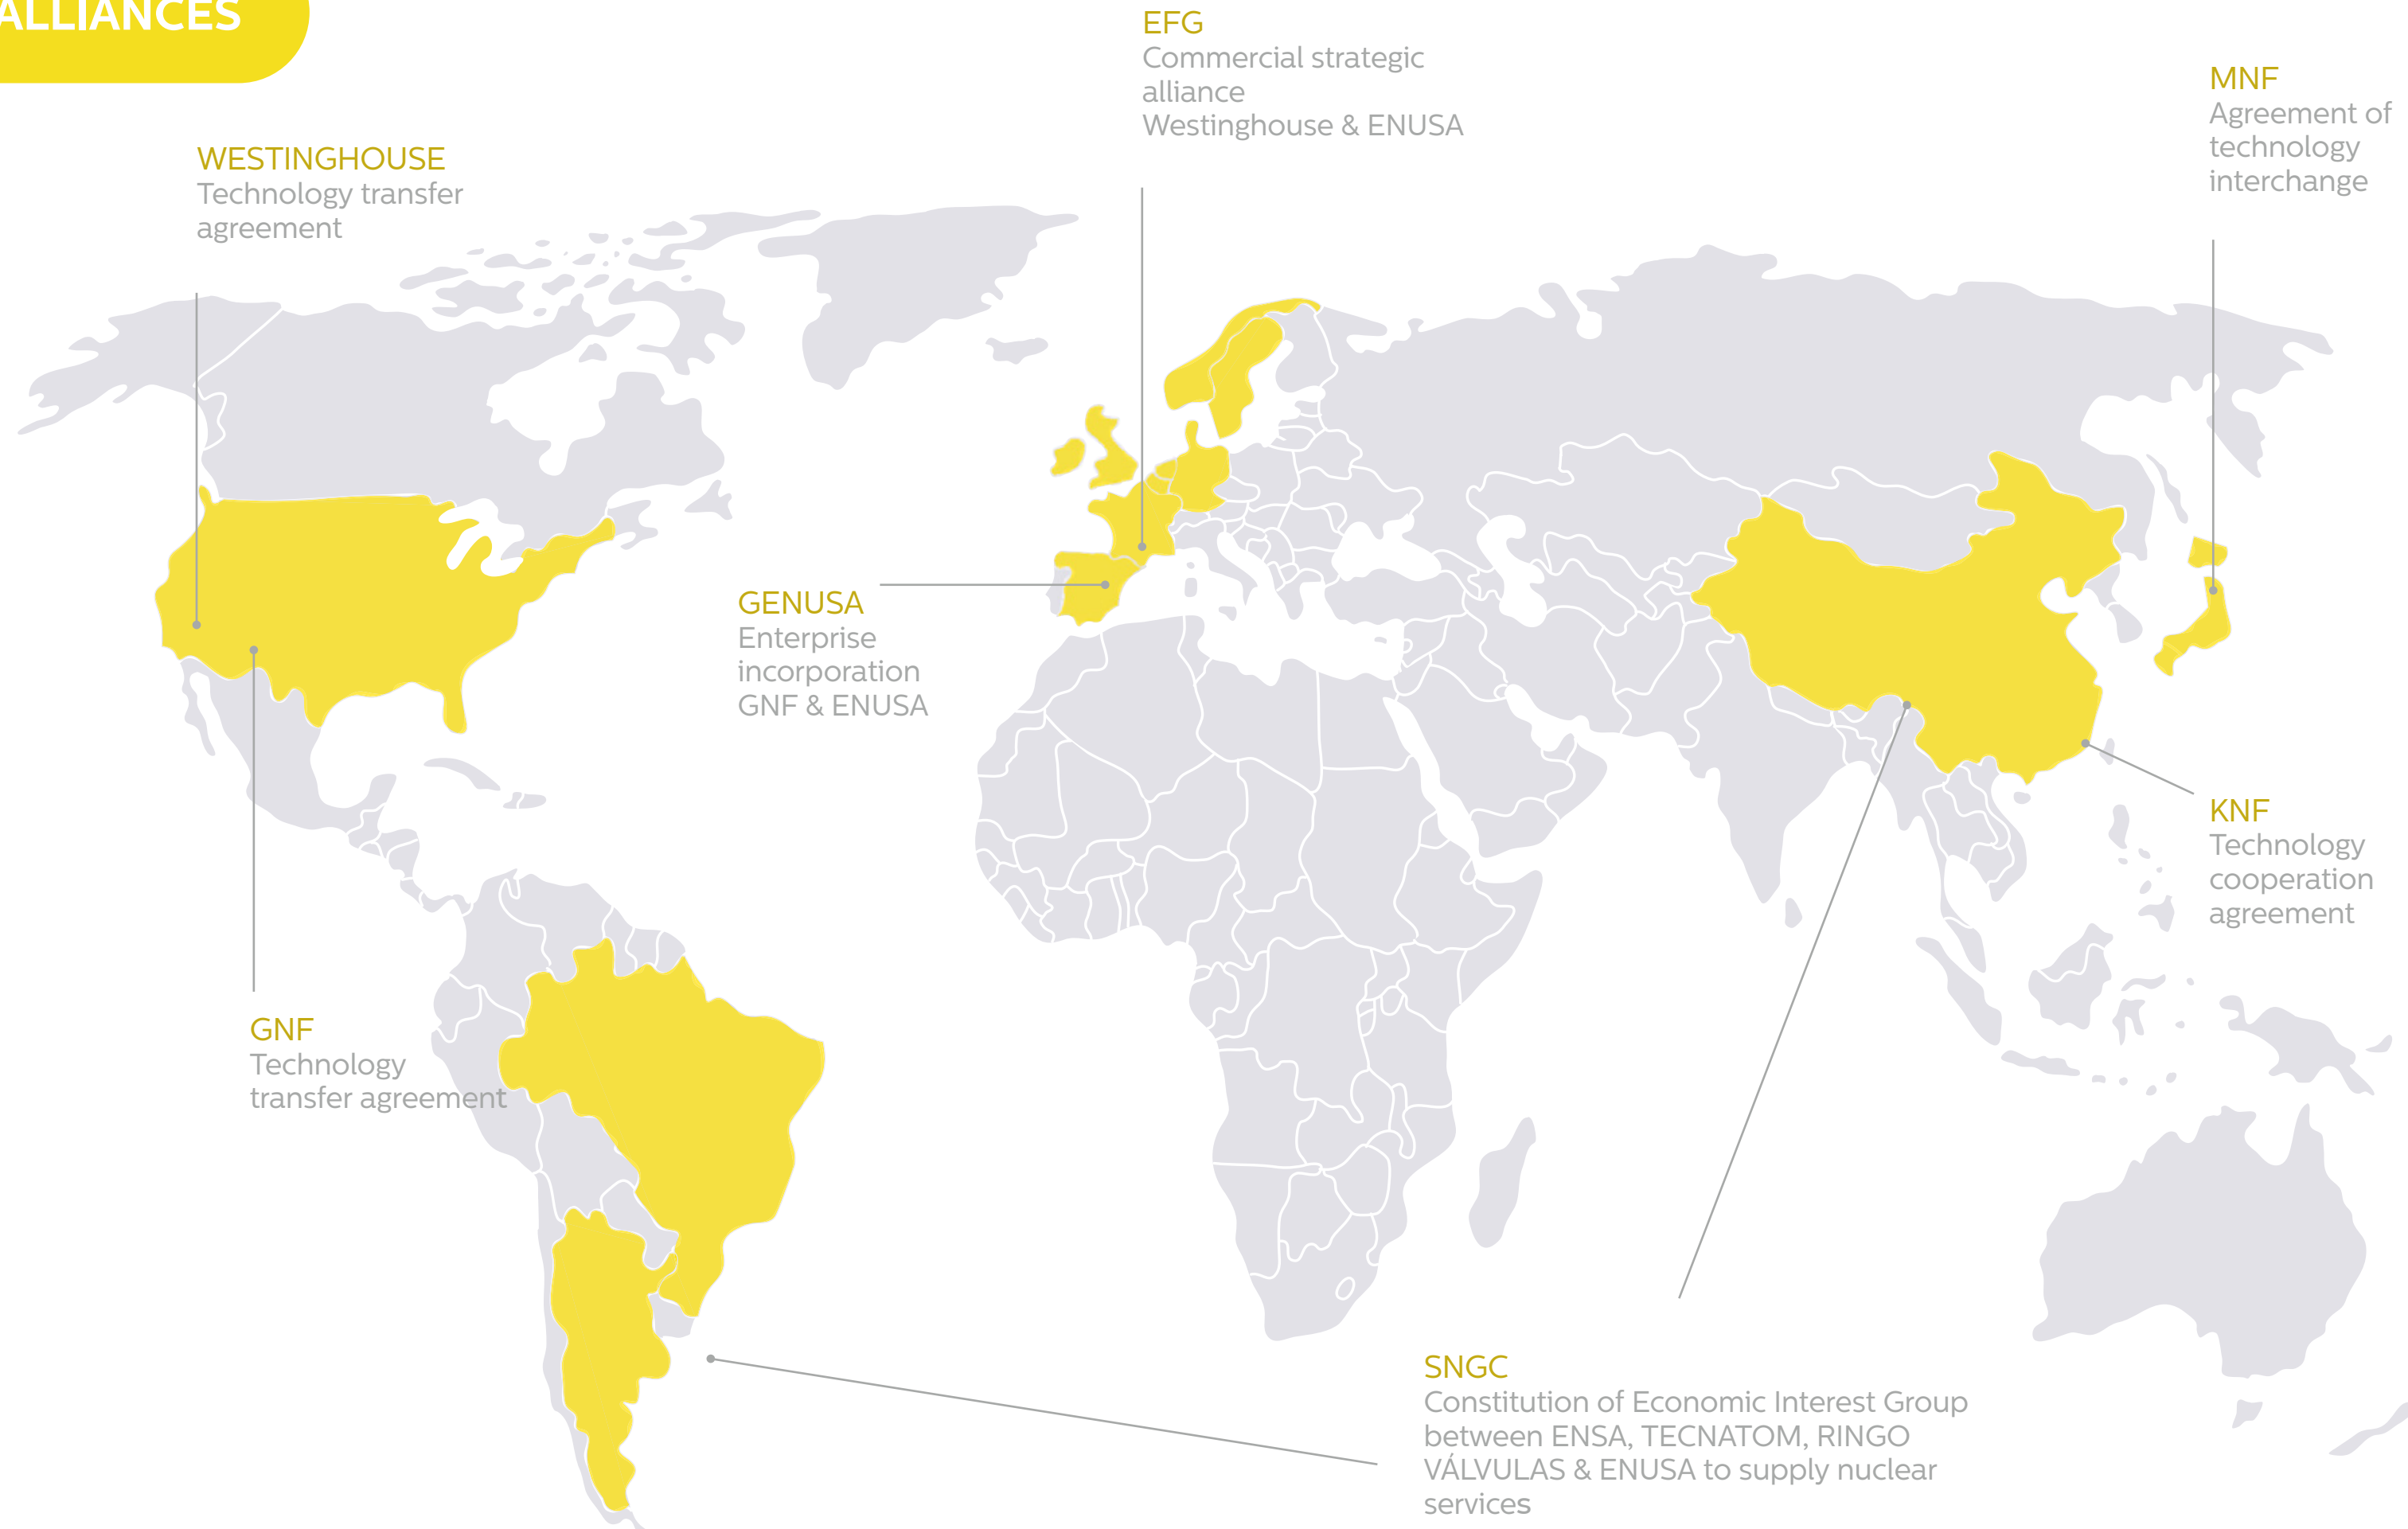 ALLIANCES
EFG
Commercial strategic
alliance
Westinghouse & ENUSA
MNF
Agreement of
technology
interchange
WESTINGHOUSE
Technology transfer
agreement
GENUSA
Enterprise
incorporation
GNF & ENUSA
KNF
Technology
cooperation
agreement
GNF
Technology
transfer agreement
SNGC
Constitution of Economic Interest Group
between ENSA, TECNATOM, RINGO
VÁLVULAS & ENUSA to supply nuclear
services